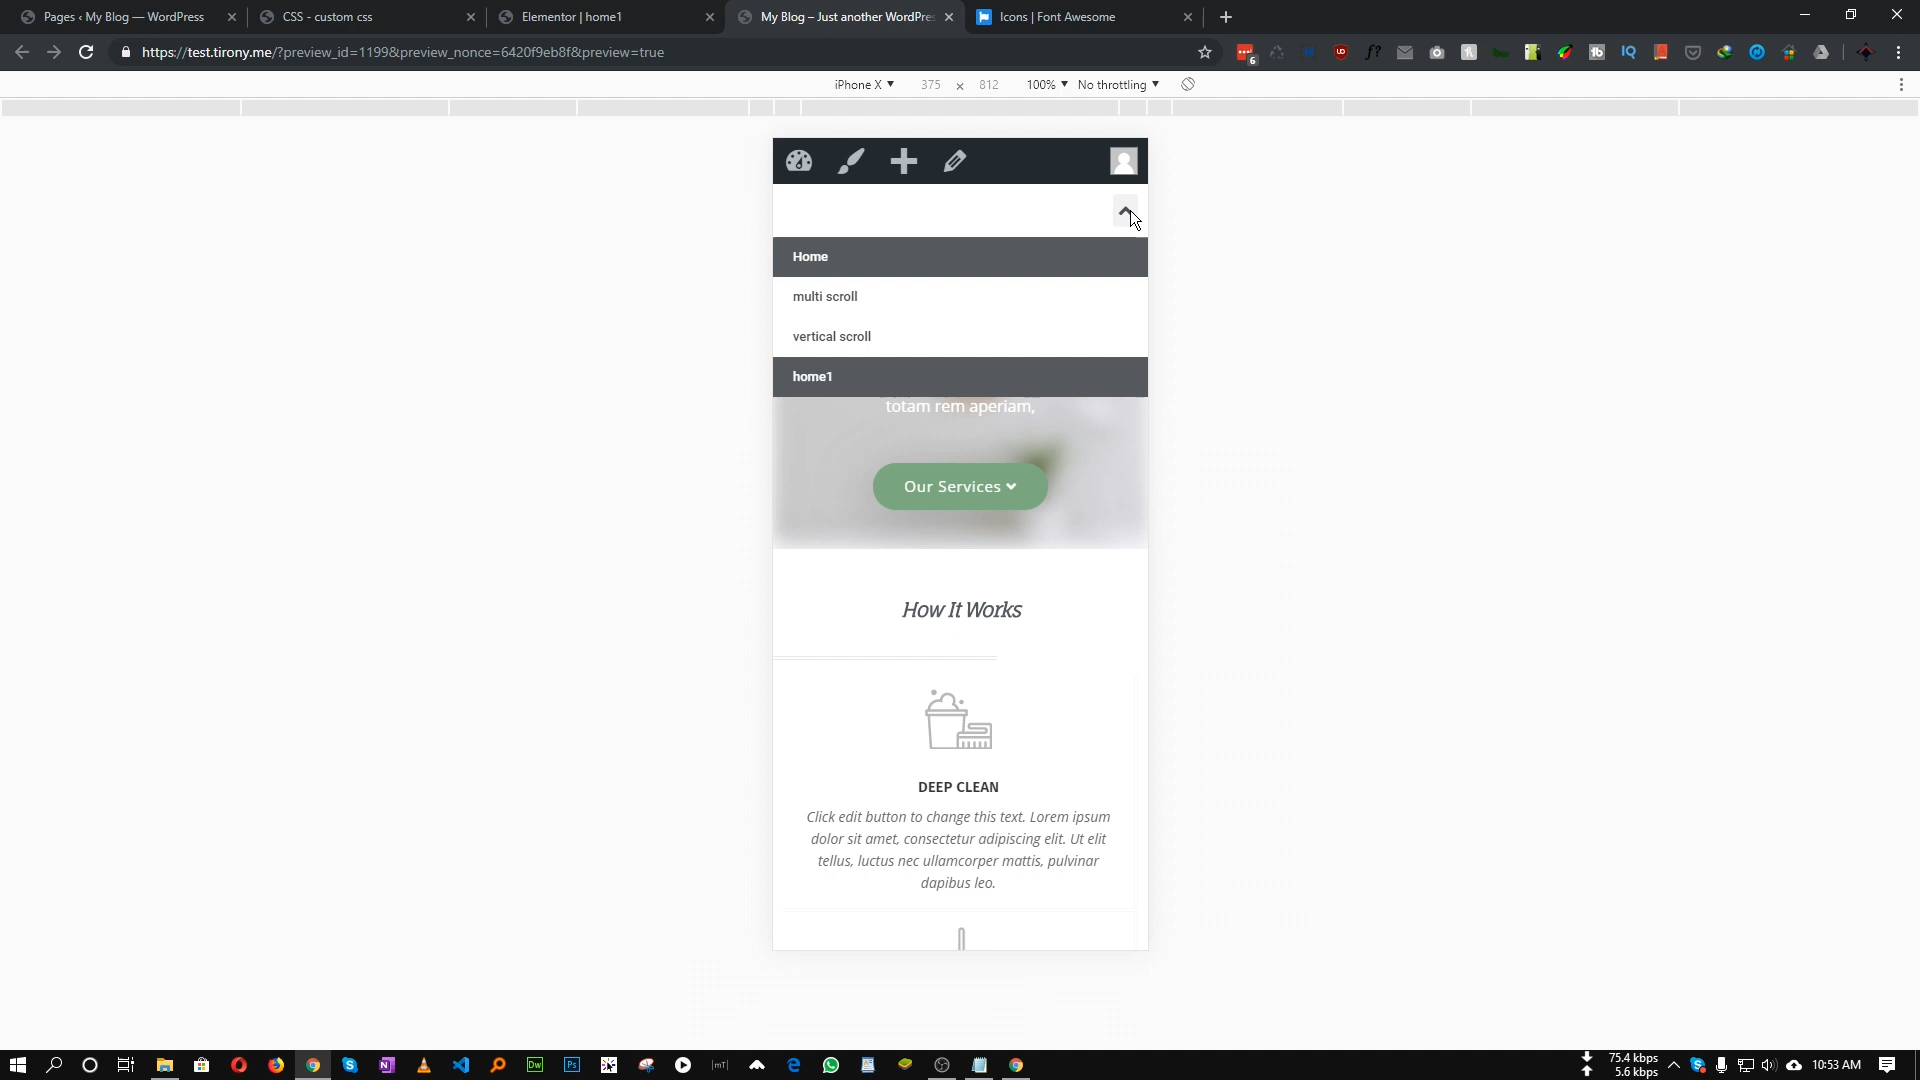 Pages ‹ My Blog — WordPress
CSS - custom css
Elementor | home1
My Blog – Just another WordPres
Icons | Font Awesome
https://test.tirony.me/?preview_id=1199&preview_nonce=6420f9eb8f&preview=true
iPhone X ▼ 375 × 812 100% ▼ No throttling ▼
Home
multi scroll
vertical scroll
home1
totam rem aperiam,
Our Services
How It Works
DEEP CLEAN
Click edit button to change this text. Lorem ipsum
dolor sit amet, consectetur adipiscing elit. Ut elit
tellus, luctus nec ullamcorper mattis, pulvinar
dapibus leo.
75.4 kbps
5.6 kbps
10:53 AM